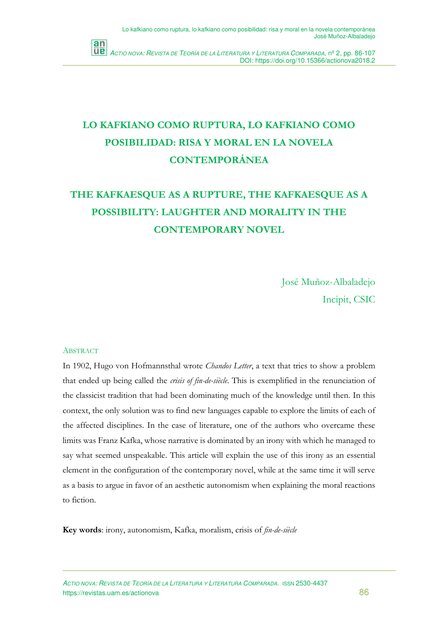 Lo kafkiano como ruptura, lo kafkiano como posibilidad: risa y moral en la novela contemporánea
José Muñoz-Albaladejo
an
ue
ACTIO NOVA: REVISTA DE TEORÍA DE LA LITERATURA Y LITERATURA COMPARADA, nº 2, pp. 86-107
DOI: https://doi.org/10.15366/actionova2018.2
LO KAFKIANO COMO RUPTURA, LO KAFKIANO COMO
POSIBILIDAD: RISA Y MORAL EN LA NOVELA
CONTEMPORÁNEA
THE KAFKAESQUE AS A RUPTURE, THE KAFKAESQUE AS A
POSSIBILITY: LAUGHTER AND MORALITY IN THE
CONTEMPORARY NOVEL
José Muñoz-Albaladejo
Incipit, CSIC
ABSTRACT
In 1902, Hugo von Hofmannsthal wrote Chandos Letter, a text that tries to show a problem
that ended up being called the crisis of fin-de-siècle. This is exemplified in the renunciation of
the classicist tradition that had been dominating much of the knowledge until then. In this
context, the only solution was to find new languages capable to explore the limits of each of
the affected disciplines. In the case of literature, one of the authors who overcame these
limits was Franz Kafka, whose narrative is dominated by an irony with which he managed to
say what seemed unspeakable. This article will explain the use of this irony as an essential
element in the configuration of the contemporary novel, while at the same time it will serve
as a basis to argue in favor of an aesthetic autonomism when explaining the moral reactions
to fiction.
Key words: irony, autonomism, Kafka, moralism, crisis of fin-de-siècle
ACTIO NOVA: REVISTA DE TEORÍA DE LA LITERATURA Y LITERATURA COMPARADA. ISSN 2530-4437
https://revistas.uam.es/actionova
86